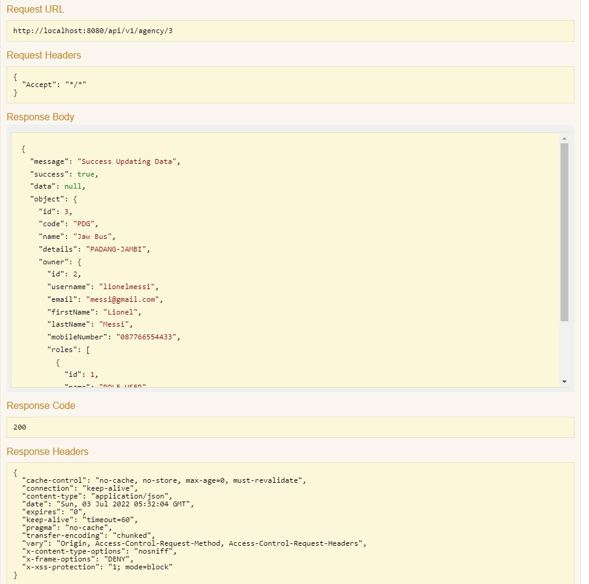 Request URL
http://localhost:8080/api/v1/agency/3
Request Headers
{
"Accept": "*/*"
}
Response Body
{
"message": "Success Updating Data",
"success": true,
"data": null,
"object": {
"id": 3,
"code": "PDG",
"name": "Jaw Bus",
"details": "PADANG-JAMBI",
"owner": {
"id": 2,
"username": "lionelmessi",
"email": "messi@gmail.com",
"firstName": "Lionel",
"lastName": "Messi",
"mobileNumber": "087766554433",
"roles": [
{
"id": 1,
"name": "ROLE_USER"
Response Code
200
Response Headers
{
"cache-control": "no-cache, no-store, max-age=0, must-revalidate",
"connection": "keep-alive",
"content-type": "application/json",
"date": "Sun, 03 Jul 2022 05:32:04 GMT",
"expires": "0",
"keep-alive": "timeout=60",
"pragma": "no-cache",
"transfer-encoding": "chunked",
"vary": "Origin, Access-Control-Request-Method, Access-Control-Request-Headers",
"x-content-type-options": "nosniff",
"x-frame-options": "DENY",
"x-xss-protection": "1; mode=block"
}